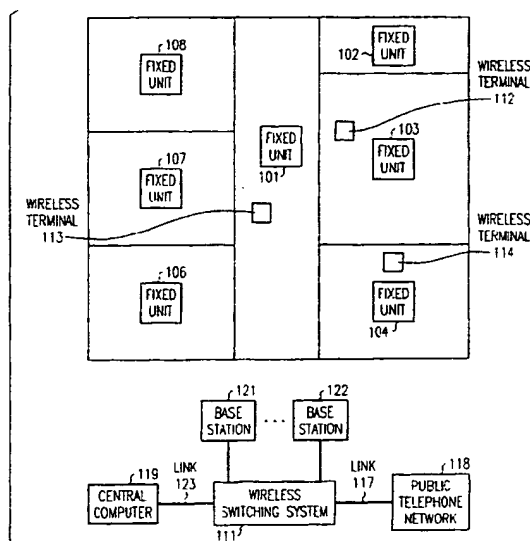 108
FIXED
UNIT
FIXED
UNIT
102
WIRELESS
TERMINAL
112
FIXED
UNIT
101
103
FIXED
UNIT
107
FIXED
UNIT
WIRELESS
TERMINAL
113
WIRELESS
TERMINAL
114
106
FIXED
UNIT
FIXED
UNIT
104
121
BASE
STATION
...
122
BASE
STATION
119
CENTRAL
COMPUTER
LINK
123
WIRELESS
SWITCHING SYSTEM
111
LINK
117
118
PUBLIC
TELEPHONE
NETWORK